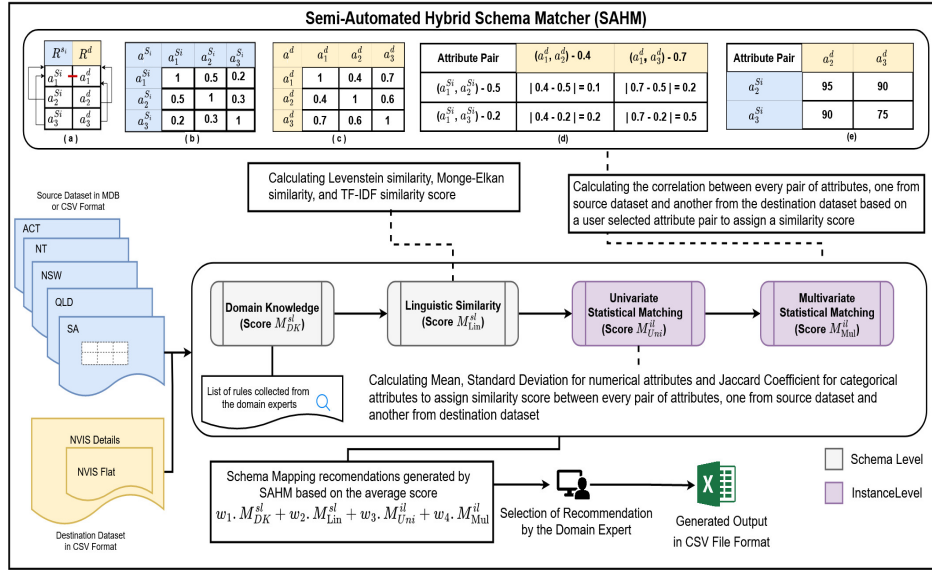 Semi-Automated Hybrid Schema Matcher (SAHM)
R^{s_i} R^d
a_1^{Si} a_1^d
a_2^{Si} a_2^d
a_3^{Si} a_3^d
( a )
a^{S_i} a_1^{Si} a_2^{S_i} a_3^{S_i}
a_1^{Si} 1 0.5 0.2
a_2^{Si} 0.5 1 0.3
a_3^{Si} 0.2 0.3 1
( b )
a^d a_1^d a_2^d a_3^d
a_1^d 1 0.4 0.7
a_2^d 0.4 1 0.6
a_3^d 0.7 0.6 1
( c )
Attribute Pair (a_1^d, a_2^d) - 0.4 (a_1^d, a_3^d) - 0.7
(a_1^{Si}, a_2^{Si}) - 0.5 | 0.4 - 0.5 | = 0.1 | 0.7 - 0.5 | = 0.2
(a_1^{Si}, a_3^{Si}) - 0.2 | 0.4 - 0.2 | = 0.2 | 0.7 - 0.2 | = 0.5
(d)
Attribute Pair a_2^d a_3^d
a_2^{Si} 95 90
a_3^{Si} 90 75
(e)
Calculating Levenstein similarity, Monge-Elkan
similarity, and TF-IDF similarity score
Calculating the correlation between every pair of attributes, one from
source dataset and another from the destination dataset based on
a user selected attribute pair to assign a similarity score
Source Dataset in MDB
or CSV Format
ACT
NT
NSW
QLD
SA
Domain Knowledge
(Score M_{DK}^{sl})
Linguistic Similarity
(Score M_{Lin}^{sl})
Univariate
Statistical Matching
(Score M_{Uni}^{il})
Multivariate
Statistical Matching
(Score M_{Mul}^{il})
List of rules collected from
the domain experts
Calculating Mean, Standard Deviation for numerical attributes and Jaccard Coefficient for categorical
attributes to assign similarity score between every pair of attributes, one from source dataset and
another from destination dataset
NVIS Details
NVIS Flat
Destination Dataset
in CSV Format
Schema Mapping recomendations generated by
SAHM based on the average score
w_1. M_{DK}^{sl} + w_2. M_{Lin}^{sl} + w_3. M_{Uni}^{il} + w_4. M_{Mul}^{il}
Selection of Recommendation
by the Domain Expert
X
Generated Output
in CSV File Format
Schema Level
InstanceLevel